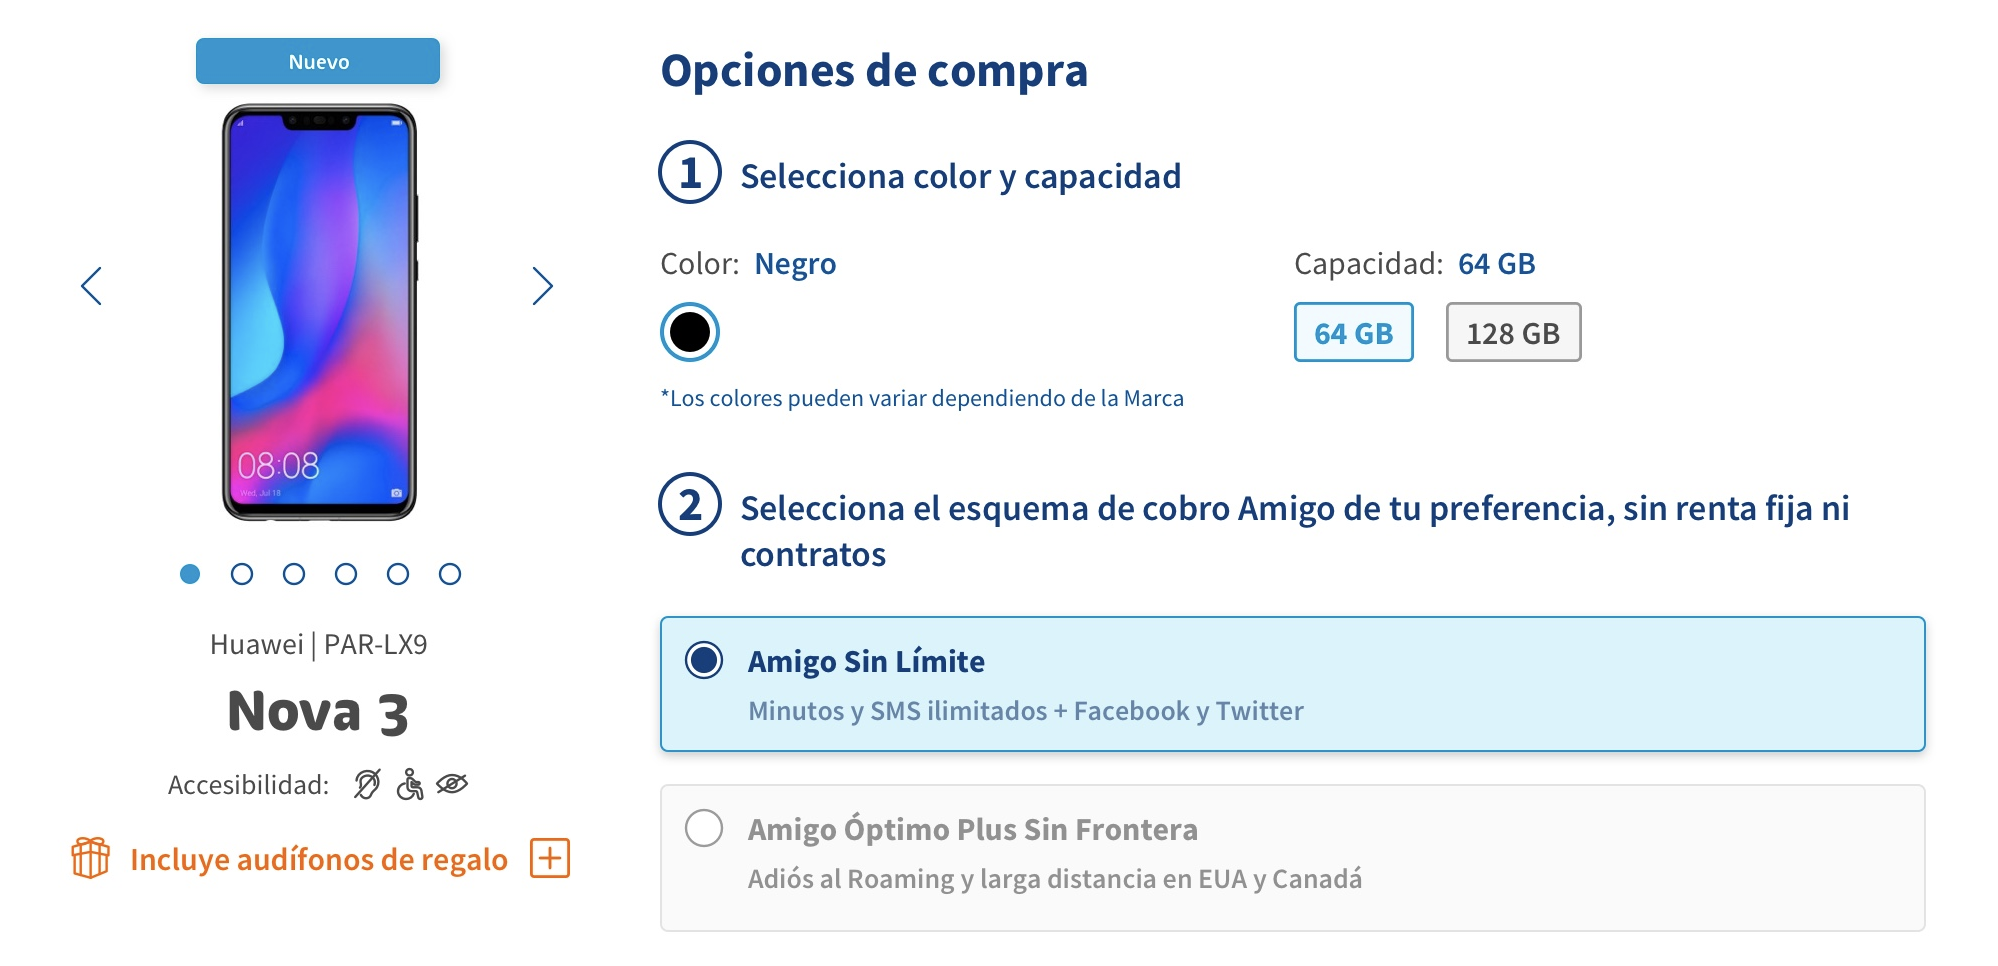 Nuevo
08:08
Wed, Jul 18
Huawei | PAR-LX9
Nova 3
Accesibilidad:
Incluye audífonos de regalo
Opciones de compra
1 Selecciona color y capacidad
Color: Negro
*Los colores pueden variar dependiendo de la Marca
Capacidad: 64 GB
64 GB 128 GB
2 Selecciona el esquema de cobro Amigo de tu preferencia, sin renta fija ni
contratos
Amigo Sin Límite
Minutos y SMS ilimitados + Facebook y Twitter
Amigo Óptimo Plus Sin Frontera
Adiós al Roaming y larga distancia en EUA y Canadá